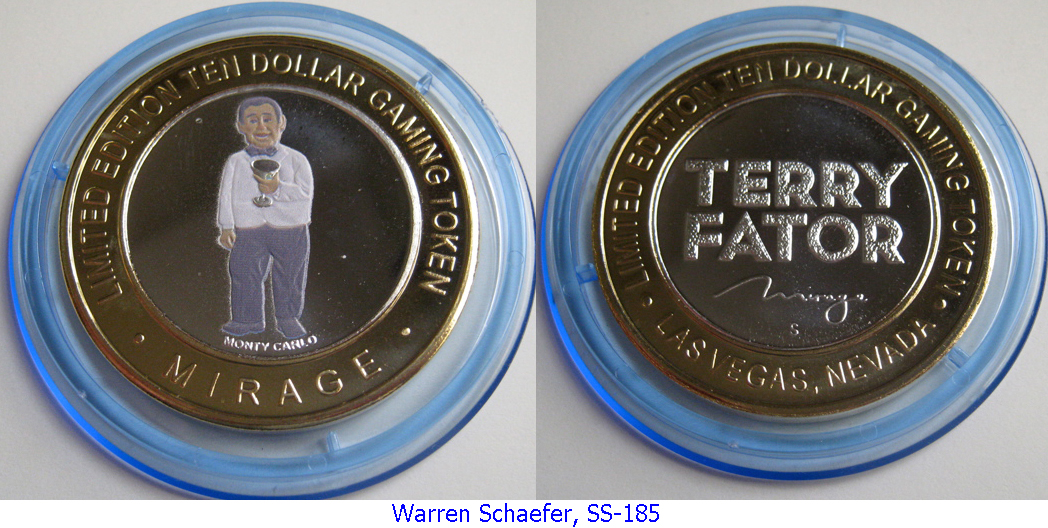 LIMITED EDITION TEN DOLLAR GAMING TOKEN
MONTY CARLO
• MIRAGE •
LIMITED EDITION TEN DOLLAR GAMING TOKEN
TERRY
FATOR
Mirage
S
• LAS VEGAS, NEVADA •
Warren Schaefer, SS-185